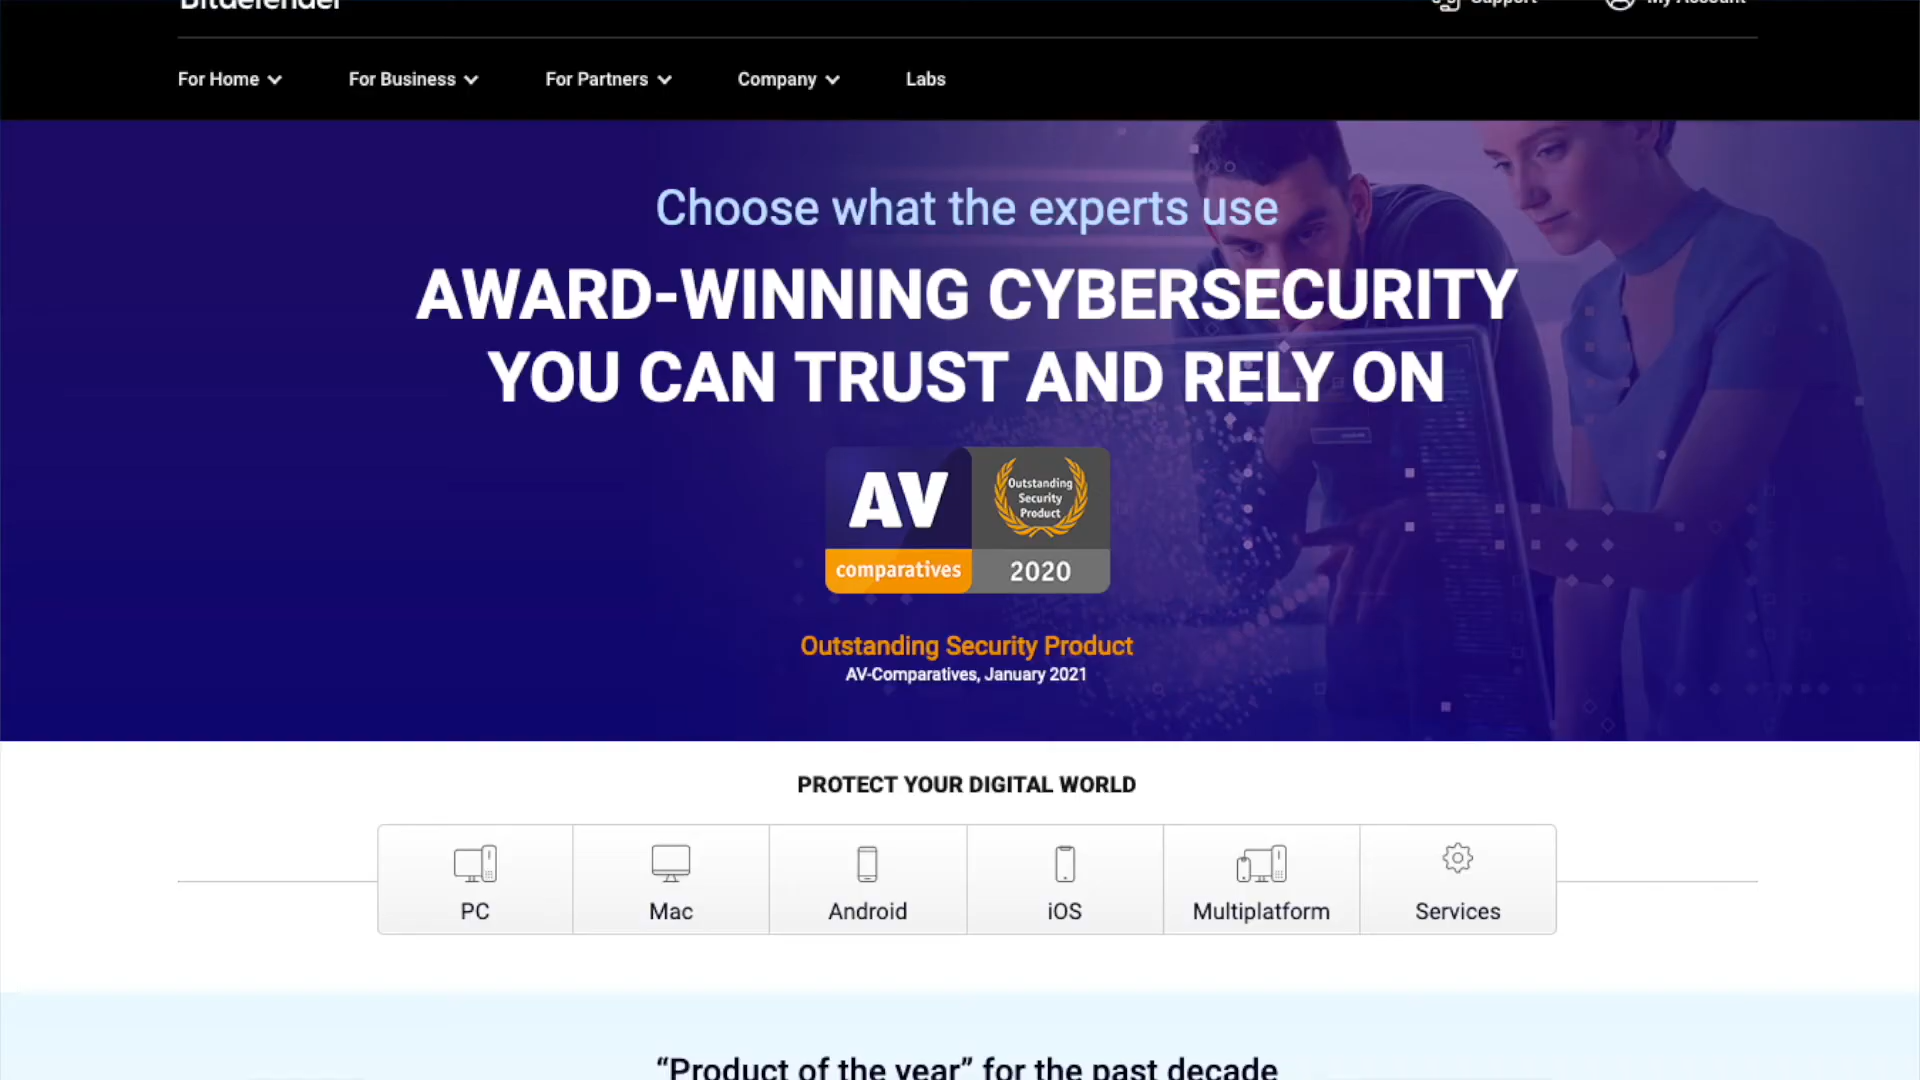 Bitdefender
Support
My Account
For Home
For Business
For Partners
Company
Labs
Choose what the experts use
AWARD-WINNING CYBERSECURITY
YOU CAN TRUST AND RELY ON
AV
comparatives
Outstanding
Security
Product
2020
Outstanding Security Product
AV-Comparatives, January 2021
PROTECT YOUR DIGITAL WORLD
PC
Mac
Android
iOS
Multiplatform
Services
“Product of the year” for the past decade